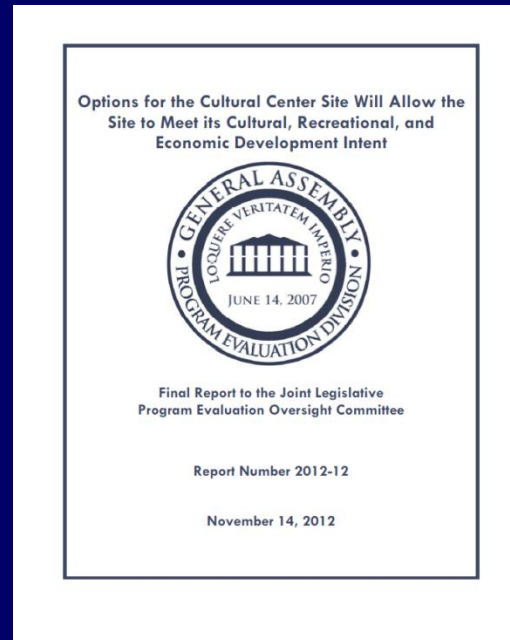 Options for the Cultural Center Site Will Allow the
Site to Meet its Cultural, Recreational, and
Economic Development Intent
GENERAL ASSEMBLY
LOQUERE VERITATEM IMPERIO
JUNE 14, 2007
• PROGRAM EVALUATION DIVISION •
Final Report to the Joint Legislative
Program Evaluation Oversight Committee
Report Number 2012-12
November 14, 2012